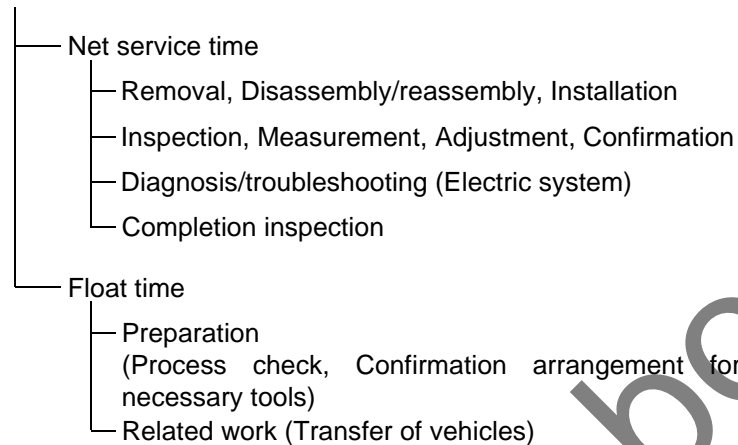 Net service time
Removal, Disassembly/reassembly, Installation
Inspection, Measurement, Adjustment, Confirmation
Diagnosis/troubleshooting (Electric system)
Completion inspection
Float time
Preparation
(Process check, Confirmation arrangement for
necessary tools)
Related work (Transfer of vehicles)